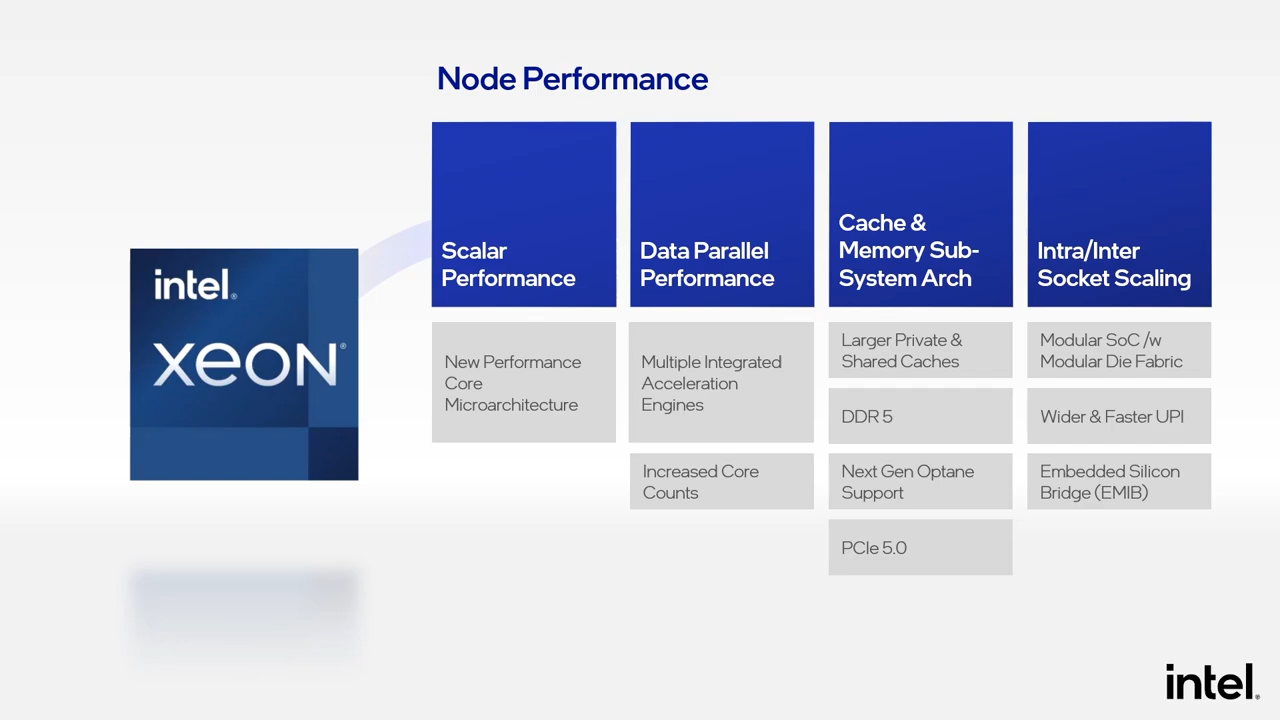 Node Performance
intel®
XEON®
Scalar
Performance
New Performance
Core
Microarchitecture
Data Parallel
Performance
Multiple Integrated
Acceleration
Engines
Increased Core
Counts
Cache &
Memory Sub-
System Arch
Larger Private &
Shared Caches
DDR 5
Next Gen Optane
Support
PCIe 5.0
Intra/Inter
Socket Scaling
Modular SoC /w
Modular Die Fabric
Wider & Faster UPI
Embedded Silicon
Bridge (EMIB)
intel®